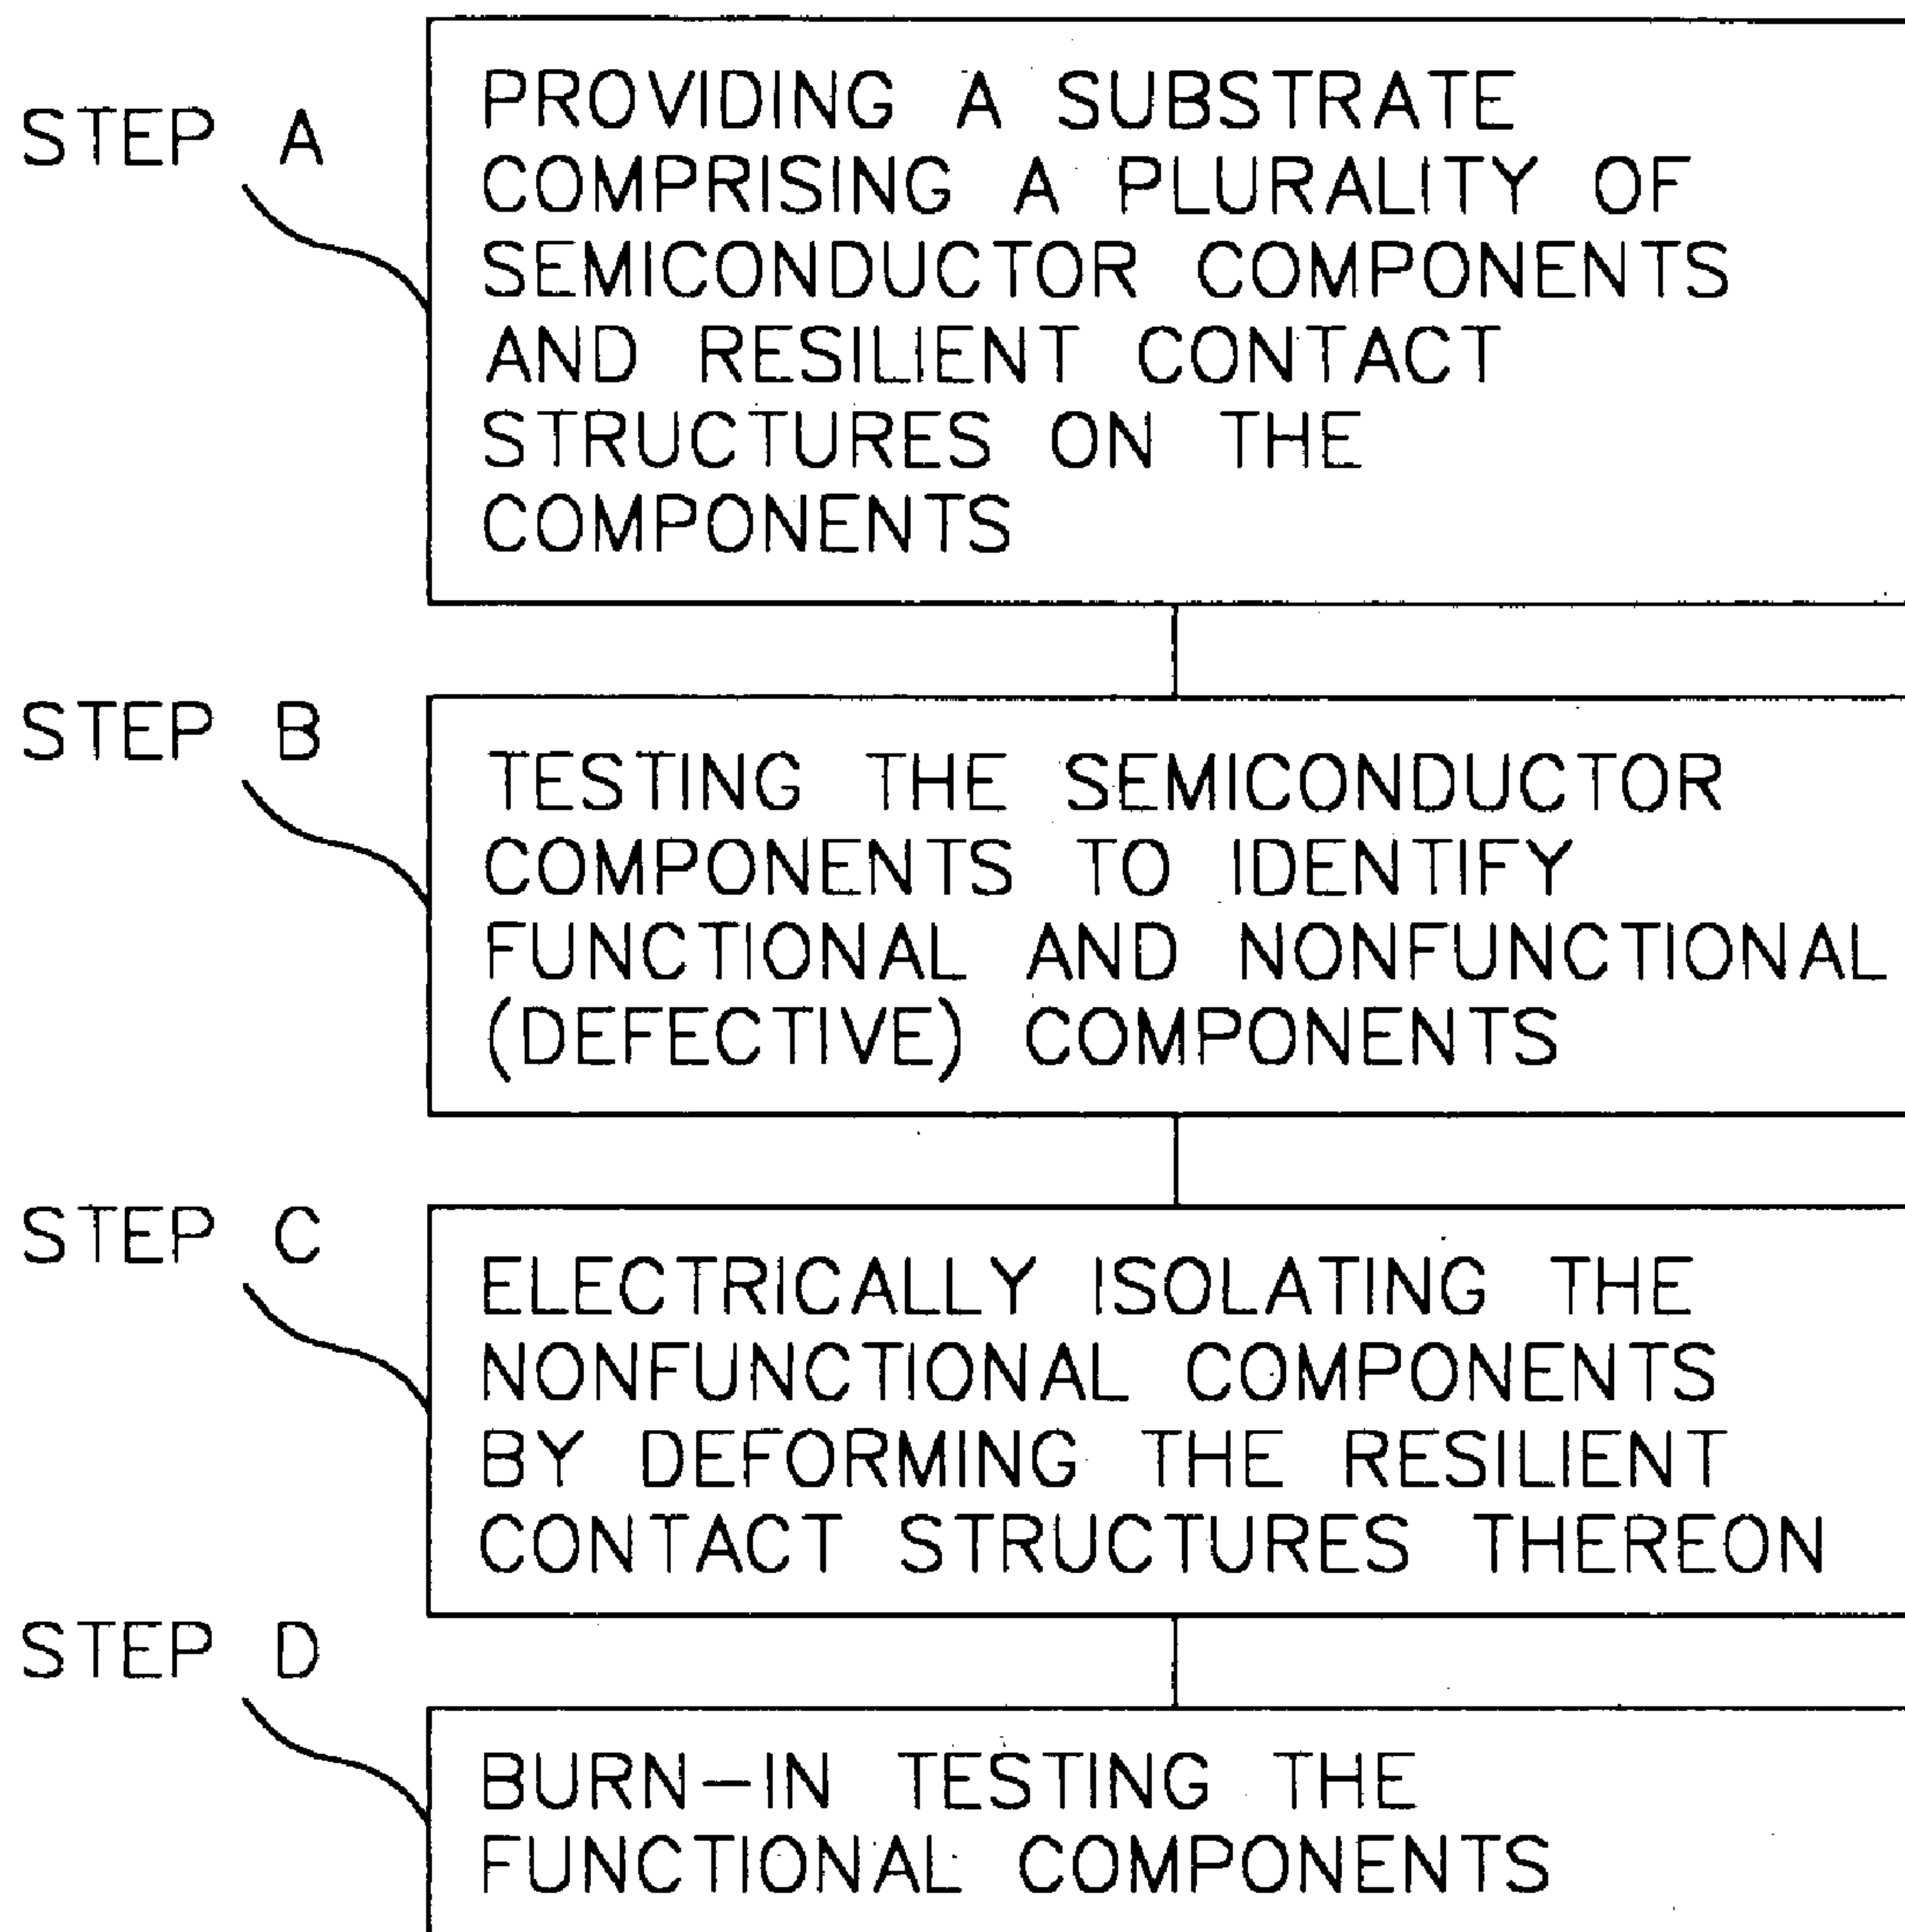 STEP A
PROVIDING A SUBSTRATE
COMPRISING A PLURALITY OF
SEMICONDUCTOR COMPONENTS
AND RESILIENT CONTACT
STRUCTURES ON THE
COMPONENTS
STEP B
TESTING THE SEMICONDUCTOR
COMPONENTS TO IDENTIFY
FUNCTIONAL AND NONFUNCTIONAL
(DEFECTIVE) COMPONENTS
STEP C
ELECTRICALLY ISOLATING THE
NONFUNCTIONAL COMPONENTS
BY DEFORMING THE RESILIENT
CONTACT STRUCTURES THEREON
STEP D
BURN-IN TESTING THE
FUNCTIONAL COMPONENTS